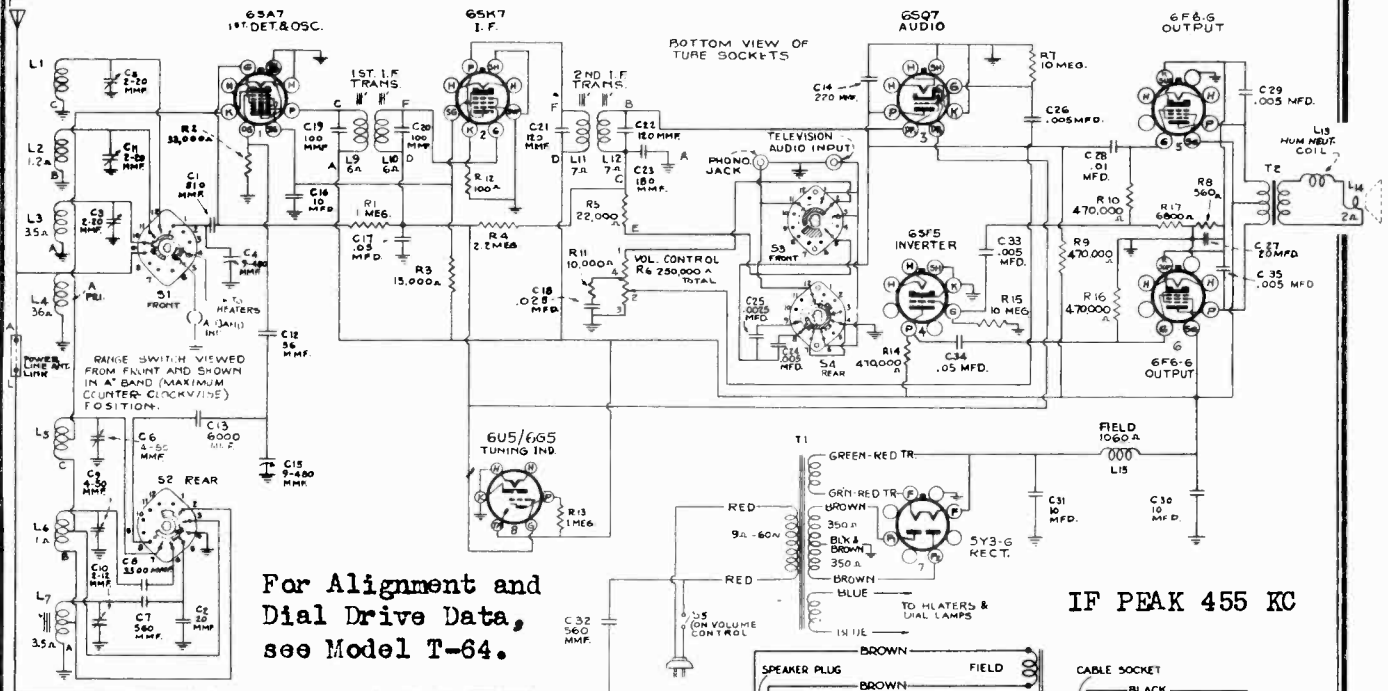 6SA7
1ST. DET. & OSC.
6SK7
I.F.
BOTTOM VIEW OF
TUBE SOCKETS
6SQ7
AUDIO
6F6-G
OUTPUT
L1
C
L2
1.2Ω
B
L3
3.5Ω
A
L4
36Ω
A
PRI.
2-20
MMF.
C11
2-20
MMF.
C3
2-20
MMF.
R2
33,000Ω
C1
810
MMF.
C4
9-480
MMF.
S1
FRONT
TO
HEATERS
POWER
LINE ANT.
LINK
RANGE SWITCH VIEWED
FROM FRONT AND SHOWN
IN "A" BAND (MAXIMUM
COUNTER-CLOCKWISE)
POSITION.
1ST. I.F.
TRANS.
C19
100
MMF.
L9
6Ω
L10
6Ω
C20
100
MMF.
C16
10
MFD.
R1
1 MEG.
C17
.05
MFD.
R12
100Ω
R4
2.2 MEG.
R3
15,000Ω
C12
56
MMF.
2ND I.F.
TRANS.
C21
120
MMF.
L11
7Ω
L12
7Ω
C22
120 MMF.
C23
180
MMF.
R5
22,000
R11
10,000Ω
VOL. CONTROL
R6 250,000Ω
TOTAL
C18
.025
MFD.
PHONO.
JACK
TELEVISION
AUDIO INPUT
S3
FRONT
S4
REAR
C25
.0025
MFD.
C24
.005
MFD.
C14
270 MMF.
R7
10 MEG.
C26
.005 MFD.
6SF5
INVERTER
C33
.005
MFD.
R15
10 MEG
R14
470,000
Ω
C34
.05 MFD.
C28
.01
MFD.
R10
470,000
Ω
R17
6800Ω
R8
560Ω
R9
470,000
Ω
R16
470,000
Ω
C29
.005 MFD.
C27
20 MFD.
C35
.005 MFD
T2
L13
HUM NEUT.
COIL
L14
2Ω
6
6F6-G
OUTPUT
L5
C
C6
4-50
MMF.
C9
4-50
MMF.
C13
6000
MMF.
C15
9-480
MMF.
S2 REAR
L6
1Ω
B
C10
2-12
MMF.
C8
3300 MMF.
L7
3.5Ω
A
C7
560
MMF.
C2
20
MMF.
6U5/6G5
TUNING IND.
R13
1 MEG.
T1
GREEN-RED TR.
GRN-RED TR
BROWN
350Ω
BLK &
BROWN
350Ω
BROWN
BLUE
BLUE
RED
9Ω -60~
RED
TO HEATERS &
DIAL LAMPS
5Y3-G
RECT.
FIELD
1060Ω
L15
C31
10
MFD.
C30
10
MFD.
C32
560
MMF.
S5
(ON VOLUME
CONTROL
For Alignment and
Dial Drive Data,
see Model T-64.
IF PEAK 455 KC
SPEAKER PLUG
BROWN
FIELD
BROWN
CABLE SOCKET
BLACK